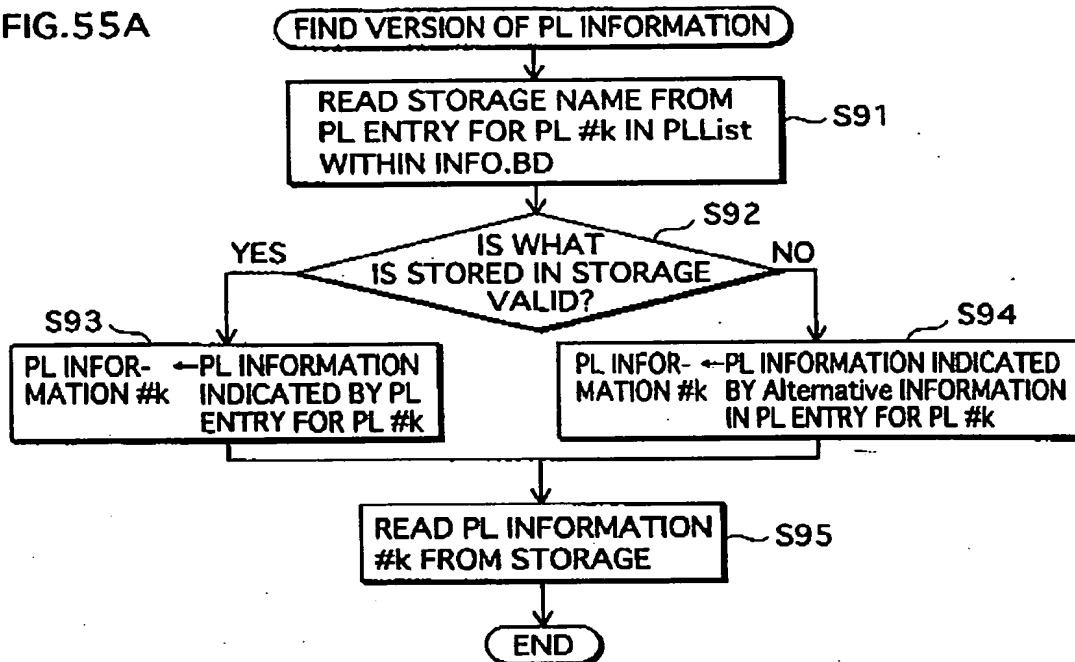 FIG.55A
FIND VERSION OF PL INFORMATION
READ STORAGE NAME FROM
PL ENTRY FOR PL #k IN PLList
WITHIN INFO.BD
S91
S92
YES
IS WHAT
IS STORED IN STORAGE
VALID?
NO
S93
PL INFOR- ←PL INFORMATION
MATION #k INDICATED BY PL
ENTRY FOR PL #k
S94
PL INFOR- ←PL INFORMATION INDICATED
MATION #k BY Alternative INFORMATION
IN PL ENTRY FOR PL #k
READ PL INFORMATION
#k FROM STORAGE
S95
END